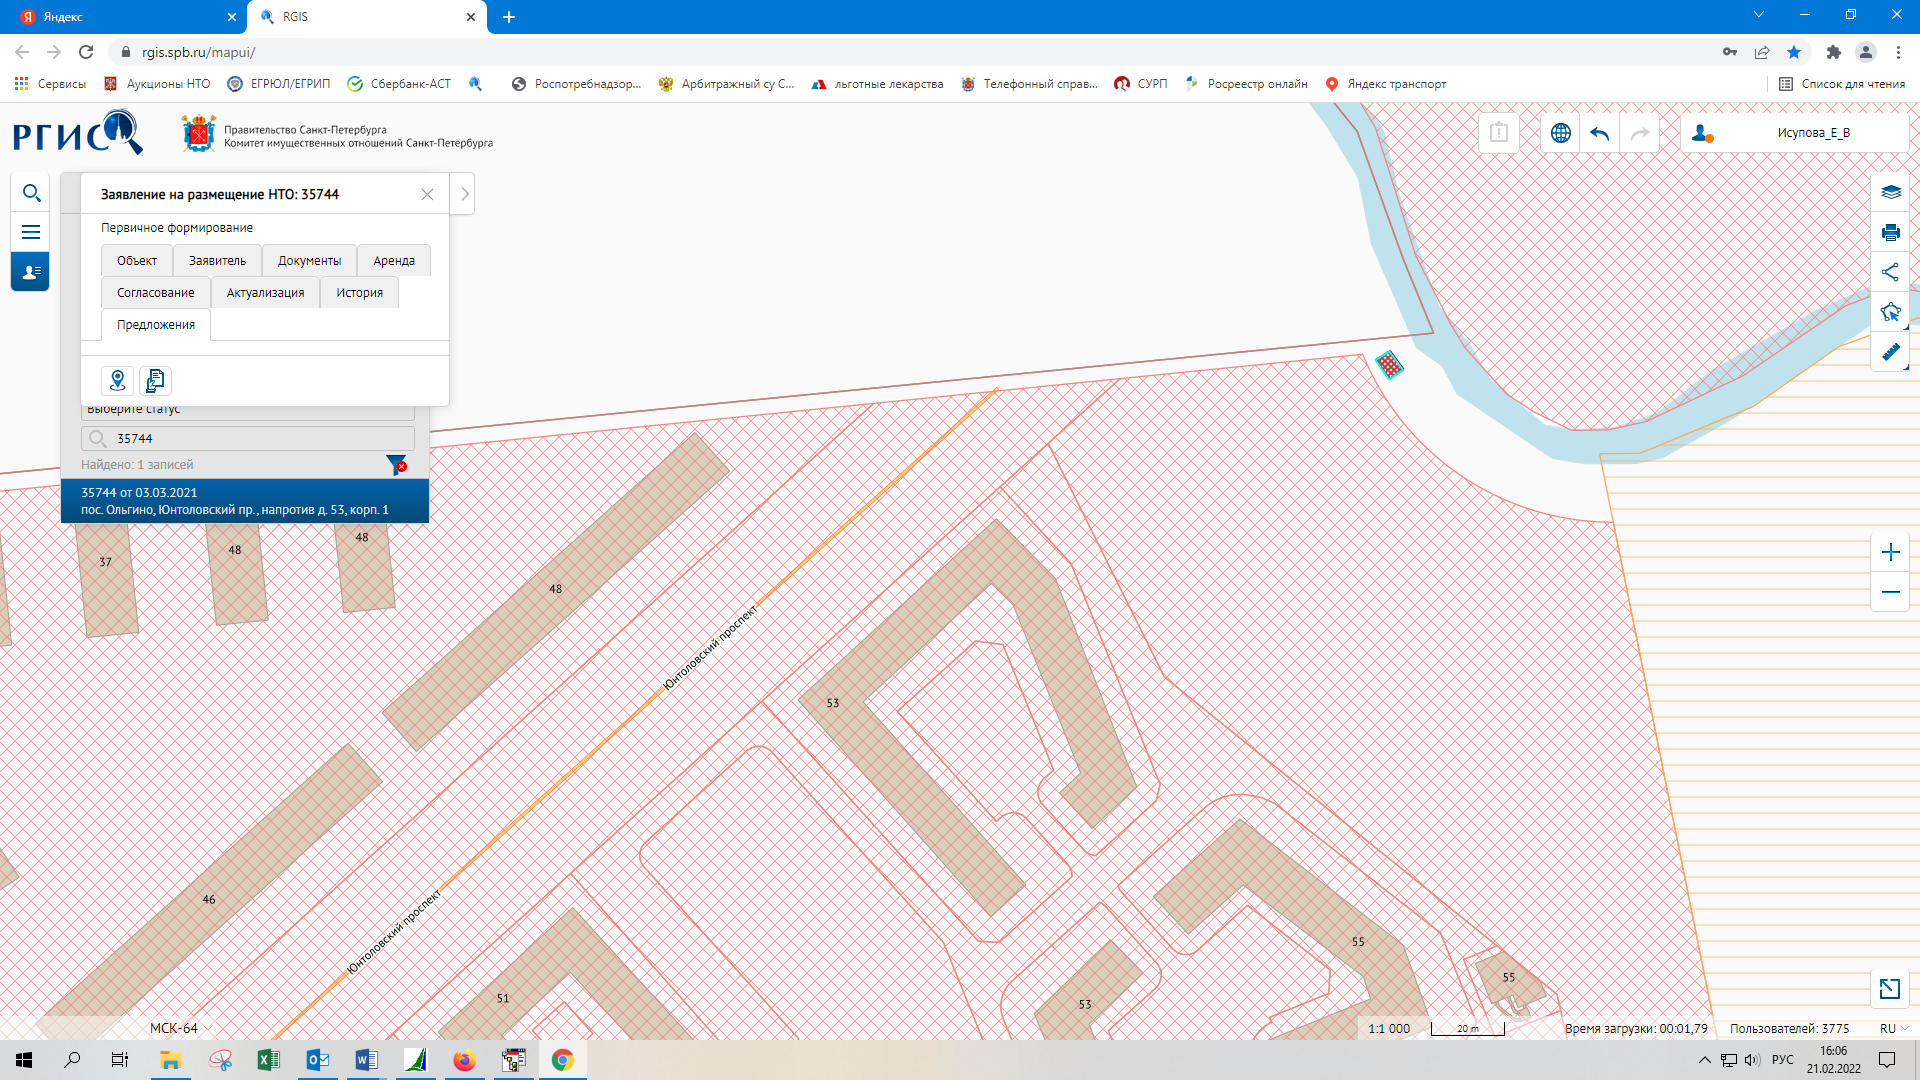 Яндекс
RGIS
rgis.spb.ru/mapui/
Сервисы
Аукционы НТО
ЕГРЮЛ/ЕГРИП
Сбербанк-АСТ
Роспотребнадзор...
Арбитражный су С...
льготные лекарства
Телефонный справ...
СУРП
Росреестр онлайн
Яндекс транспорт
Список для чтения
РГИС
Правительство Санкт-Петербурга
Комитет имущественных отношений Санкт-Петербурга
Исупова_Е_В
Заявление на размещение НТО: 35744
Первичное формирование
Объект
Заявитель
Документы
Аренда
Согласование
Актуализация
История
Предложения
Выберите статус
35744
Найдено: 1 записей
35744 от 03.03.2021
пос. Ольгино, Юнтоловский пр., напротив д. 53, корп. 1
37
48
48
48
Юнтоловский проспект
53
46
Юнтоловский проспект
51
53
55
55
МСК-64
1:1 000
20 m
Время загрузки: 00:01,79
Пользователей: 3775
RU
РУС
16:06
21.02.2022